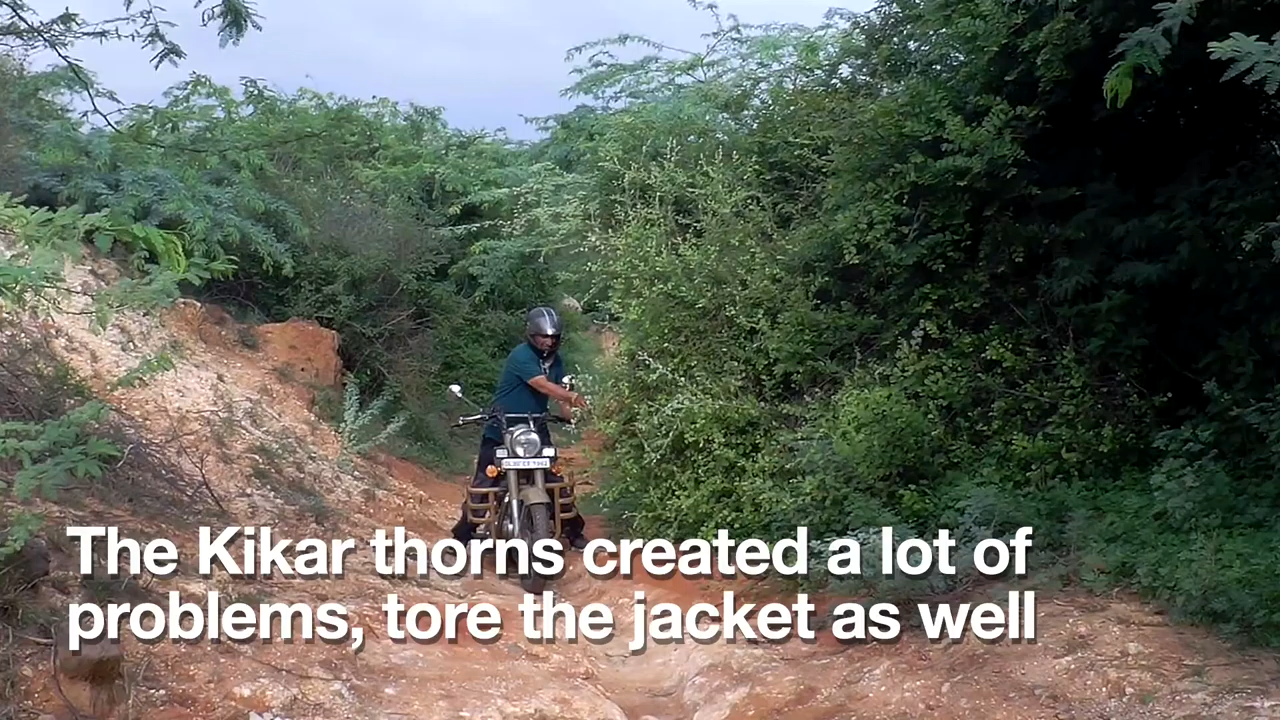 The Kikar thorns created a lot of
problems, tore the jacket as well